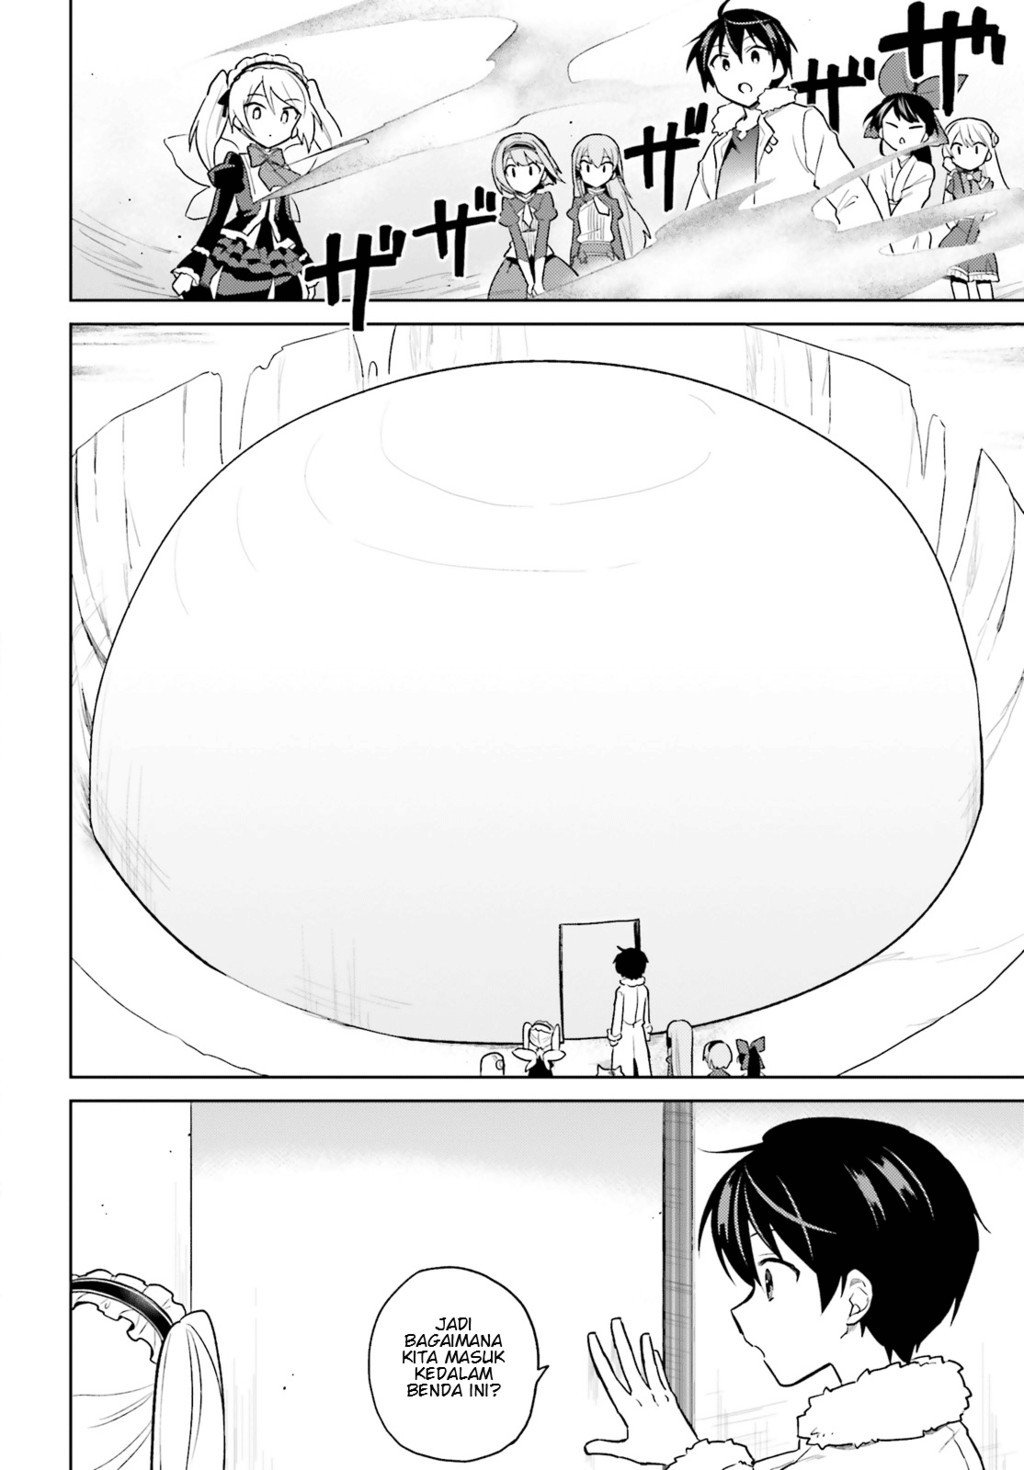 ザ
ザ
ザ
ザ
ザ
JADI
BAGAIMANA
KITA MASUK
KEDALAM
BENDA INI?